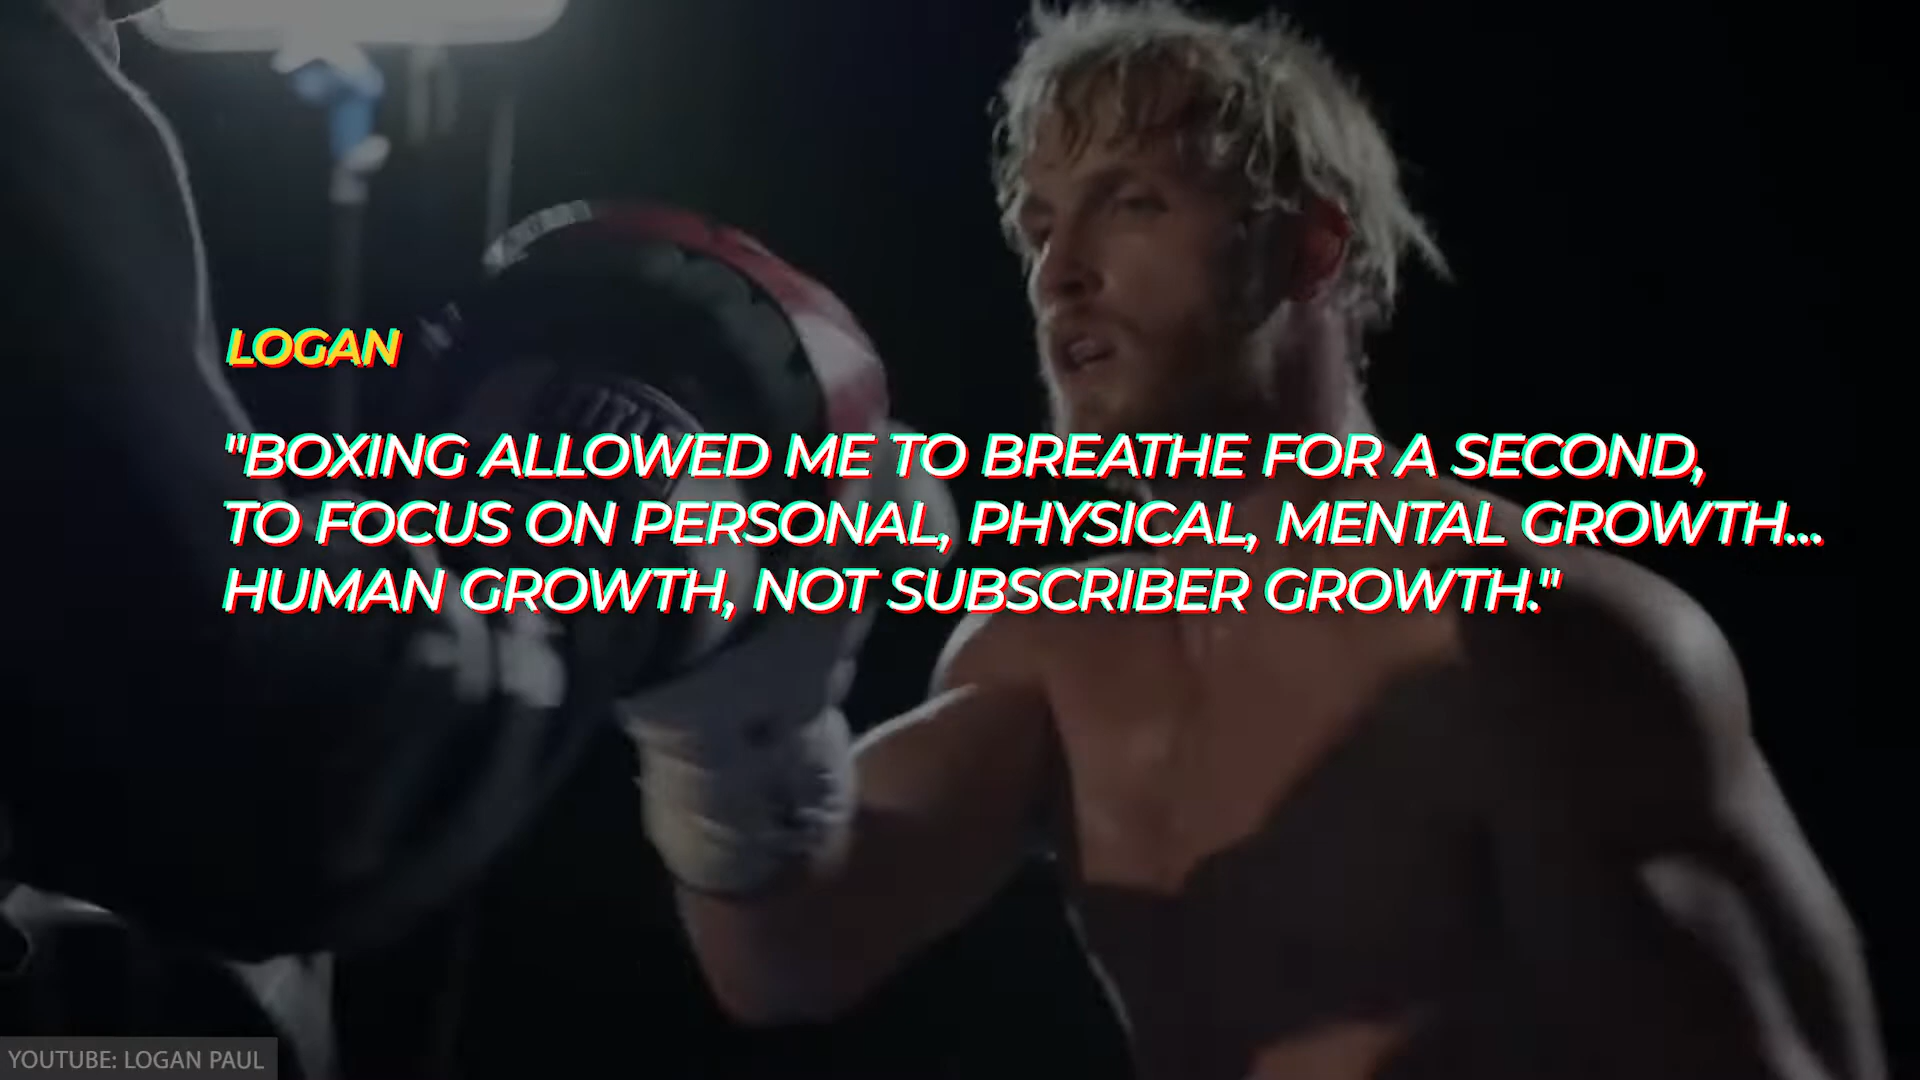 LOGAN
"BOXING ALLOWED ME TO BREATHE FOR A SECOND,
TO FOCUS ON PERSONAL, PHYSICAL, MENTAL GROWTH...
HUMAN GROWTH, NOT SUBSCRIBER GROWTH."
YOUTUBE: LOGAN PAUL